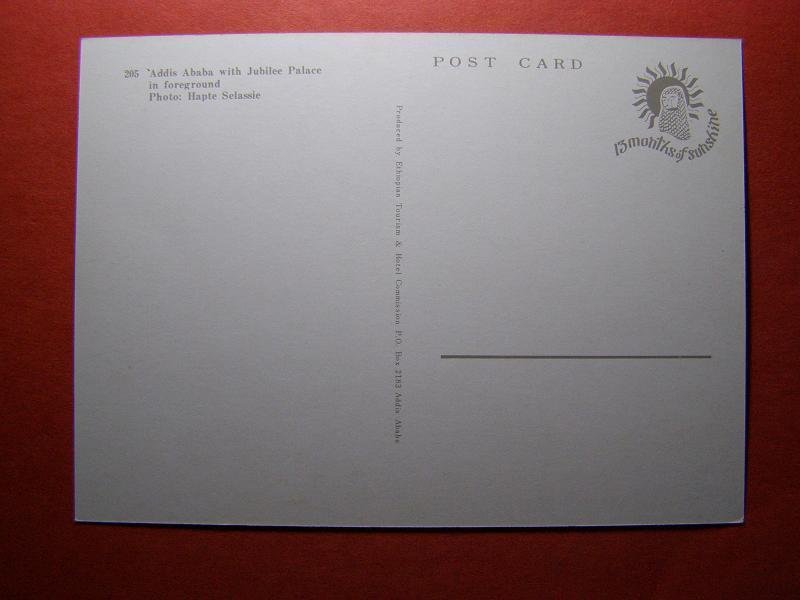 205 'Addis Ababa with Jubilee Palace
in foreground
Photo: Hapte Selassie
Produced by Ethiopian Tourism & Hotel Commission P.O. Box 2183 Addis Ababa
POST CARD
13 months of sunshine